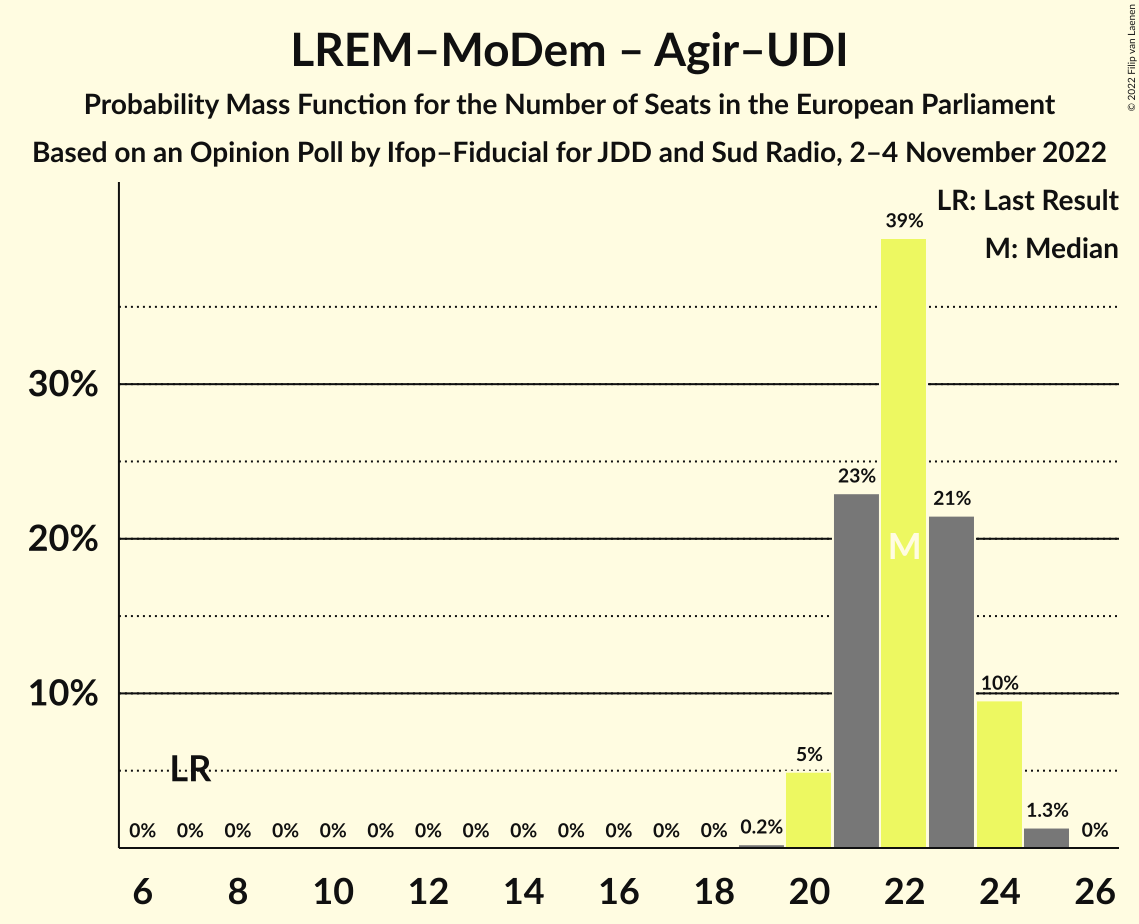 LREM–MoDem – Agir–UDI
Probability Mass Function for the Number of Seats in the European Parliament
Based on an Opinion Poll by Ifop–Fiducial for JDD and Sud Radio, 2–4 November 2022
© 2022 Filip van Laenen
LR: Last Result
M: Median
39%
30%
23%
21%
20%
M
10%
10%
LR
5%
0% 0% 0% 0% 0% 0% 0% 0% 0% 0% 0% 0% 0% 0.2% 1.3% 0%
6 8 10 12 14 16 18 20 22 24 26